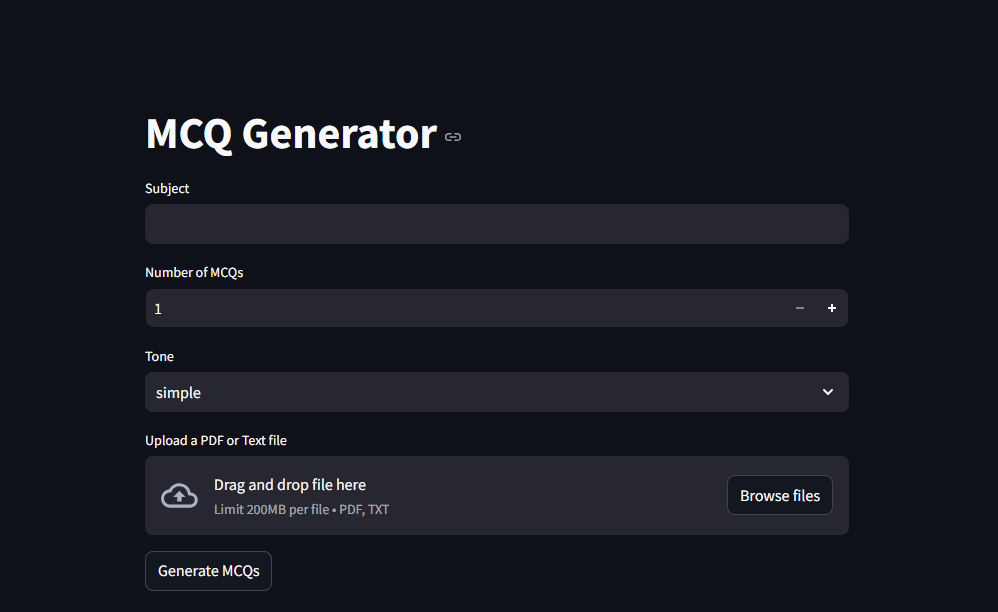 MCQ Generator
Subject
Number of MCQs
1
Tone
simple
Upload a PDF or Text file
Drag and drop file here
Limit 200MB per file • PDF, TXT
Browse files
Generate MCQs